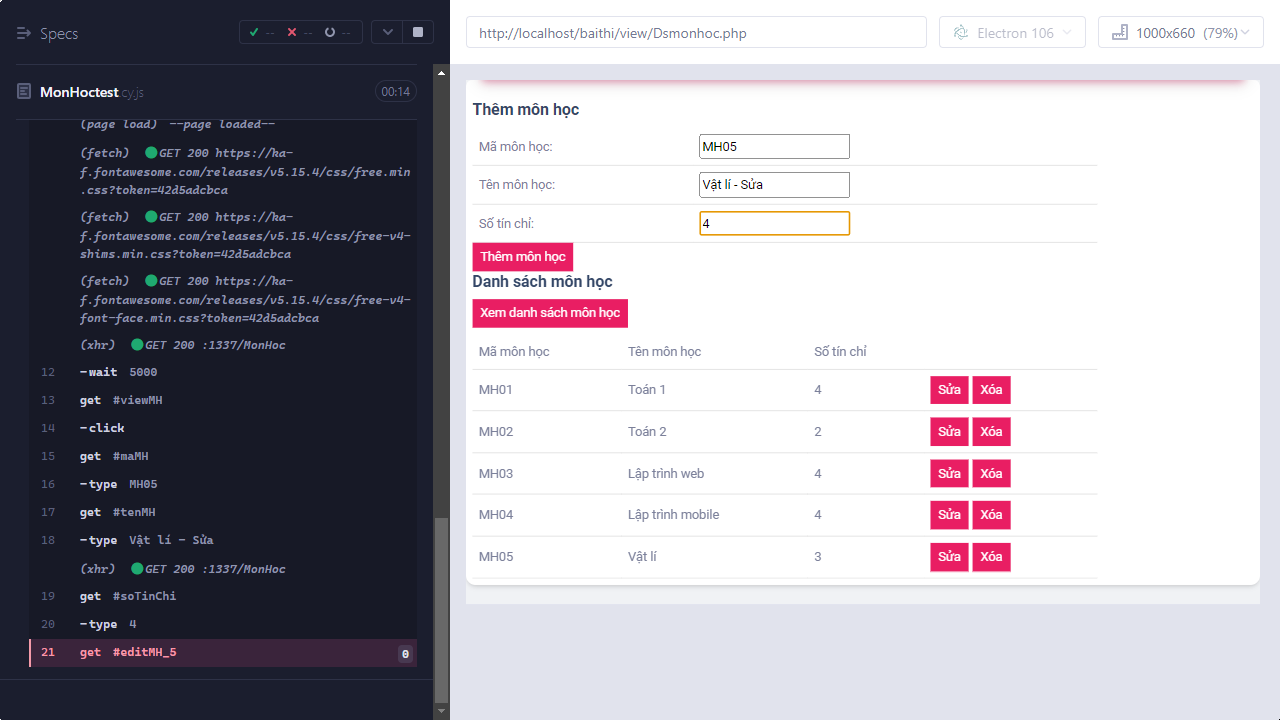 Specs
-- -- --
MonHoctest.cy.js 00:14
(page load) --page loaded--
(fetch) GET 200 https://ka-
f.fontawesome.com/releases/v5.15.4/css/free.min
.css?token=42d5adcbca
(fetch) GET 200 https://ka-
f.fontawesome.com/releases/v5.15.4/css/free-v4-
shims.min.css?token=42d5adcbca
(fetch) GET 200 https://ka-
f.fontawesome.com/releases/v5.15.4/css/free-v4-
font-face.min.css?token=42d5adcbca
(xhr) GET 200 :1337/MonHoc
12 -wait 5000
13 get #viewMH
14 -click
15 get #maMH
16 -type MH05
17 get #tenMH
18 -type Vật lí - Sửa
(xhr) GET 200 :1337/MonHoc
19 get #soTinChi
20 -type 4
21 get #editMH_5 0
http://localhost/baithi/view/Dsmonhoc.php
Electron 106
1000x660 (79%)
Thêm môn học
Mã môn học: MH05
Tên môn học: Vật lí - Sửa
Số tín chỉ: 4
Thêm môn học
Danh sách môn học
Xem danh sách môn học
Mã môn học Tên môn học Số tín chỉ
MH01 Toán 1 4 Sửa Xóa
MH02 Toán 2 2 Sửa Xóa
MH03 Lập trình web 4 Sửa Xóa
MH04 Lập trình mobile 4 Sửa Xóa
MH05 Vật lí 3 Sửa Xóa